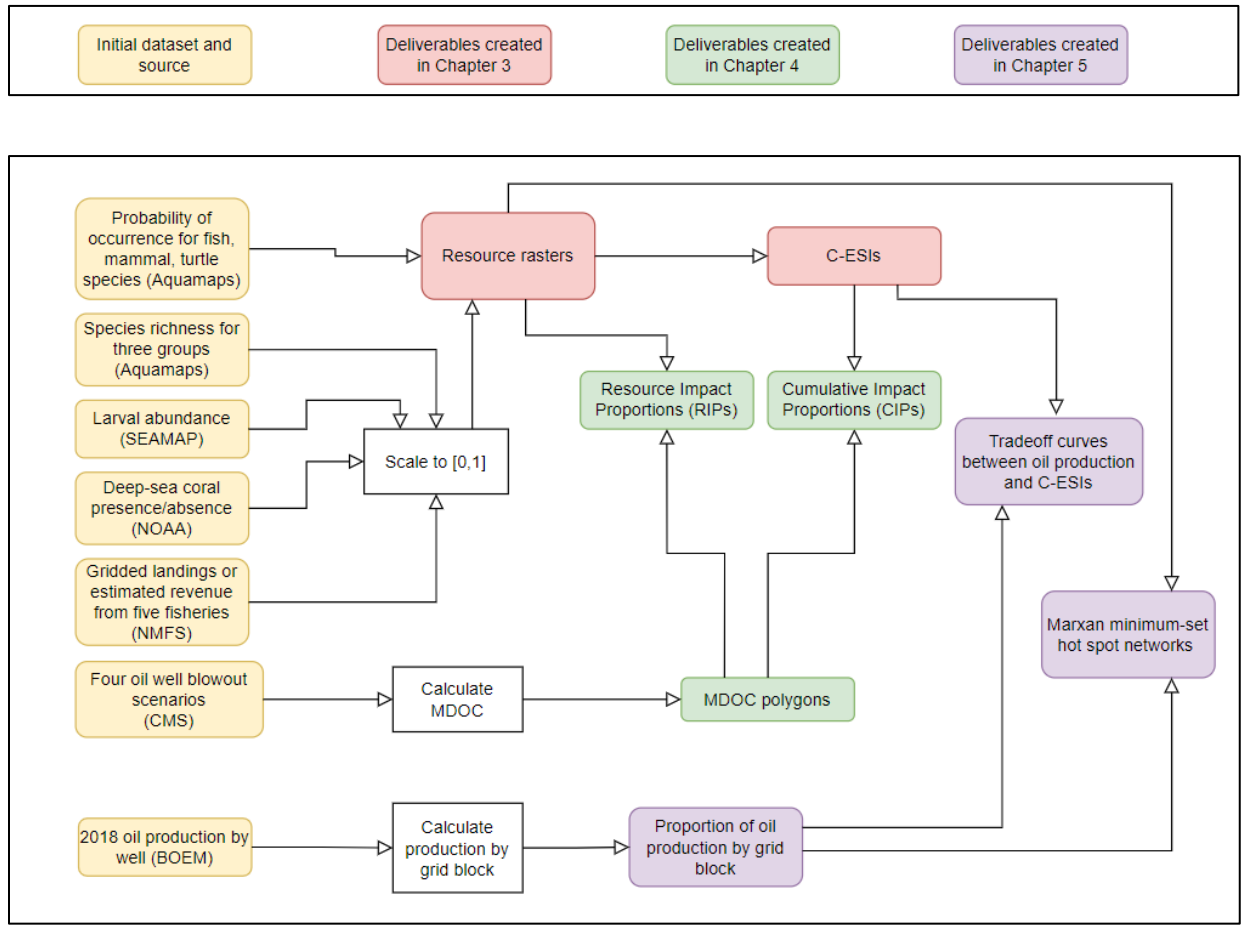 Initial dataset and
source
Deliverables created
in Chapter 3
Deliverables created
in Chapter 4
Deliverables created
in Chapter 5
Probability of
occurrence for fish,
mammal, turtle
species (Aquamaps)
Resource rasters
C-ESIs
Species richness for
three groups
(Aquamaps)
Resource Impact
Proportions (RIPs)
Cumulative Impact
Proportions (CIPs)
Larval abundance
(SEAMAP)
Scale to [0,1]
Tradeoff curves
between oil production
and C-ESIs
Deep-sea coral
presence/absence
(NOAA)
Gridded landings or
estimated revenue
from five fisheries
(NMFS)
Marxan minimum-set
hot spot networks
Four oil well blowout
scenarios
(CMS)
Calculate
MDOC
MDOC polygons
2018 oil production by
well (BOEM)
Calculate
production by
grid block
Proportion of oil
production by grid
block